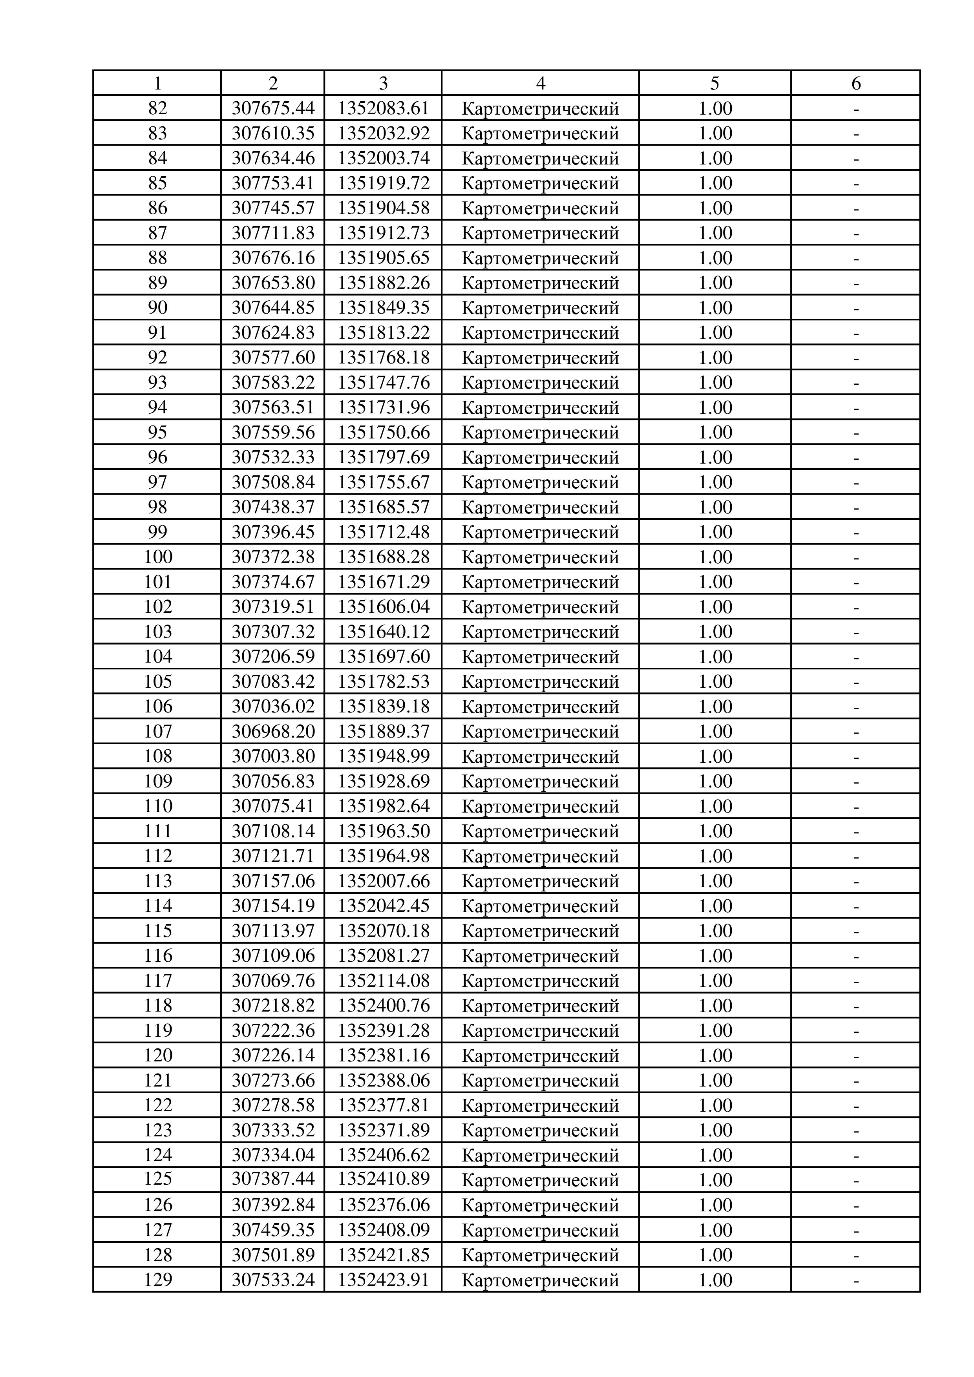 1 2 3 4 5 6
82 307675.44 1352083.61 Картометрический 1.00 -
83 307610.35 1352032.92 Картометрический 1.00 -
84 307634.46 1352003.74 Картометрический 1.00 -
85 307753.41 1351919.72 Картометрический 1.00 -
86 307745.57 1351904.58 Картометрический 1.00 -
87 307711.83 1351912.73 Картометрический 1.00 -
88 307676.16 1351905.65 Картометрический 1.00 -
89 307653.80 1351882.26 Картометрический 1.00 -
90 307644.85 1351849.35 Картометрический 1.00 -
91 307624.83 1351813.22 Картометрический 1.00 -
92 307577.60 1351768.18 Картометрический 1.00 -
93 307583.22 1351747.76 Картометрический 1.00 -
94 307563.51 1351731.96 Картометрический 1.00 -
95 307559.56 1351750.66 Картометрический 1.00 -
96 307532.33 1351797.69 Картометрический 1.00 -
97 307508.84 1351755.67 Картометрический 1.00 -
98 307438.37 1351685.57 Картометрический 1.00 -
99 307396.45 1351712.48 Картометрический 1.00 -
100 307372.38 1351688.28 Картометрический 1.00 -
101 307374.67 1351671.29 Картометрический 1.00 -
102 307319.51 1351606.04 Картометрический 1.00 -
103 307307.32 1351640.12 Картометрический 1.00 -
104 307206.59 1351697.60 Картометрический 1.00 -
105 307083.42 1351782.53 Картометрический 1.00 -
106 307036.02 1351839.18 Картометрический 1.00 -
107 306968.20 1351889.37 Картометрический 1.00 -
108 307003.80 1351948.99 Картометрический 1.00 -
109 307056.83 1351928.69 Картометрический 1.00 -
110 307075.41 1351982.64 Картометрический 1.00 -
111 307108.14 1351963.50 Картометрический 1.00 -
112 307121.71 1351964.98 Картометрический 1.00 -
113 307157.06 1352007.66 Картометрический 1.00 -
114 307154.19 1352042.45 Картометрический 1.00 -
115 307113.97 1352070.18 Картометрический 1.00 -
116 307109.06 1352081.27 Картометрический 1.00 -
117 307069.76 1352114.08 Картометрический 1.00 -
118 307218.82 1352400.76 Картометрический 1.00 -
119 307222.36 1352391.28 Картометрический 1.00 -
120 307226.14 1352381.16 Картометрический 1.00 -
121 307273.66 1352388.06 Картометрический 1.00 -
122 307278.58 1352377.81 Картометрический 1.00 -
123 307333.52 1352371.89 Картометрический 1.00 -
124 307334.04 1352406.62 Картометрический 1.00 -
125 307387.44 1352410.89 Картометрический 1.00 -
126 307392.84 1352376.06 Картометрический 1.00 -
127 307459.35 1352408.09 Картометрический 1.00 -
128 307501.89 1352421.85 Картометрический 1.00 -
129 307533.24 1352423.91 Картометрический 1.00 -